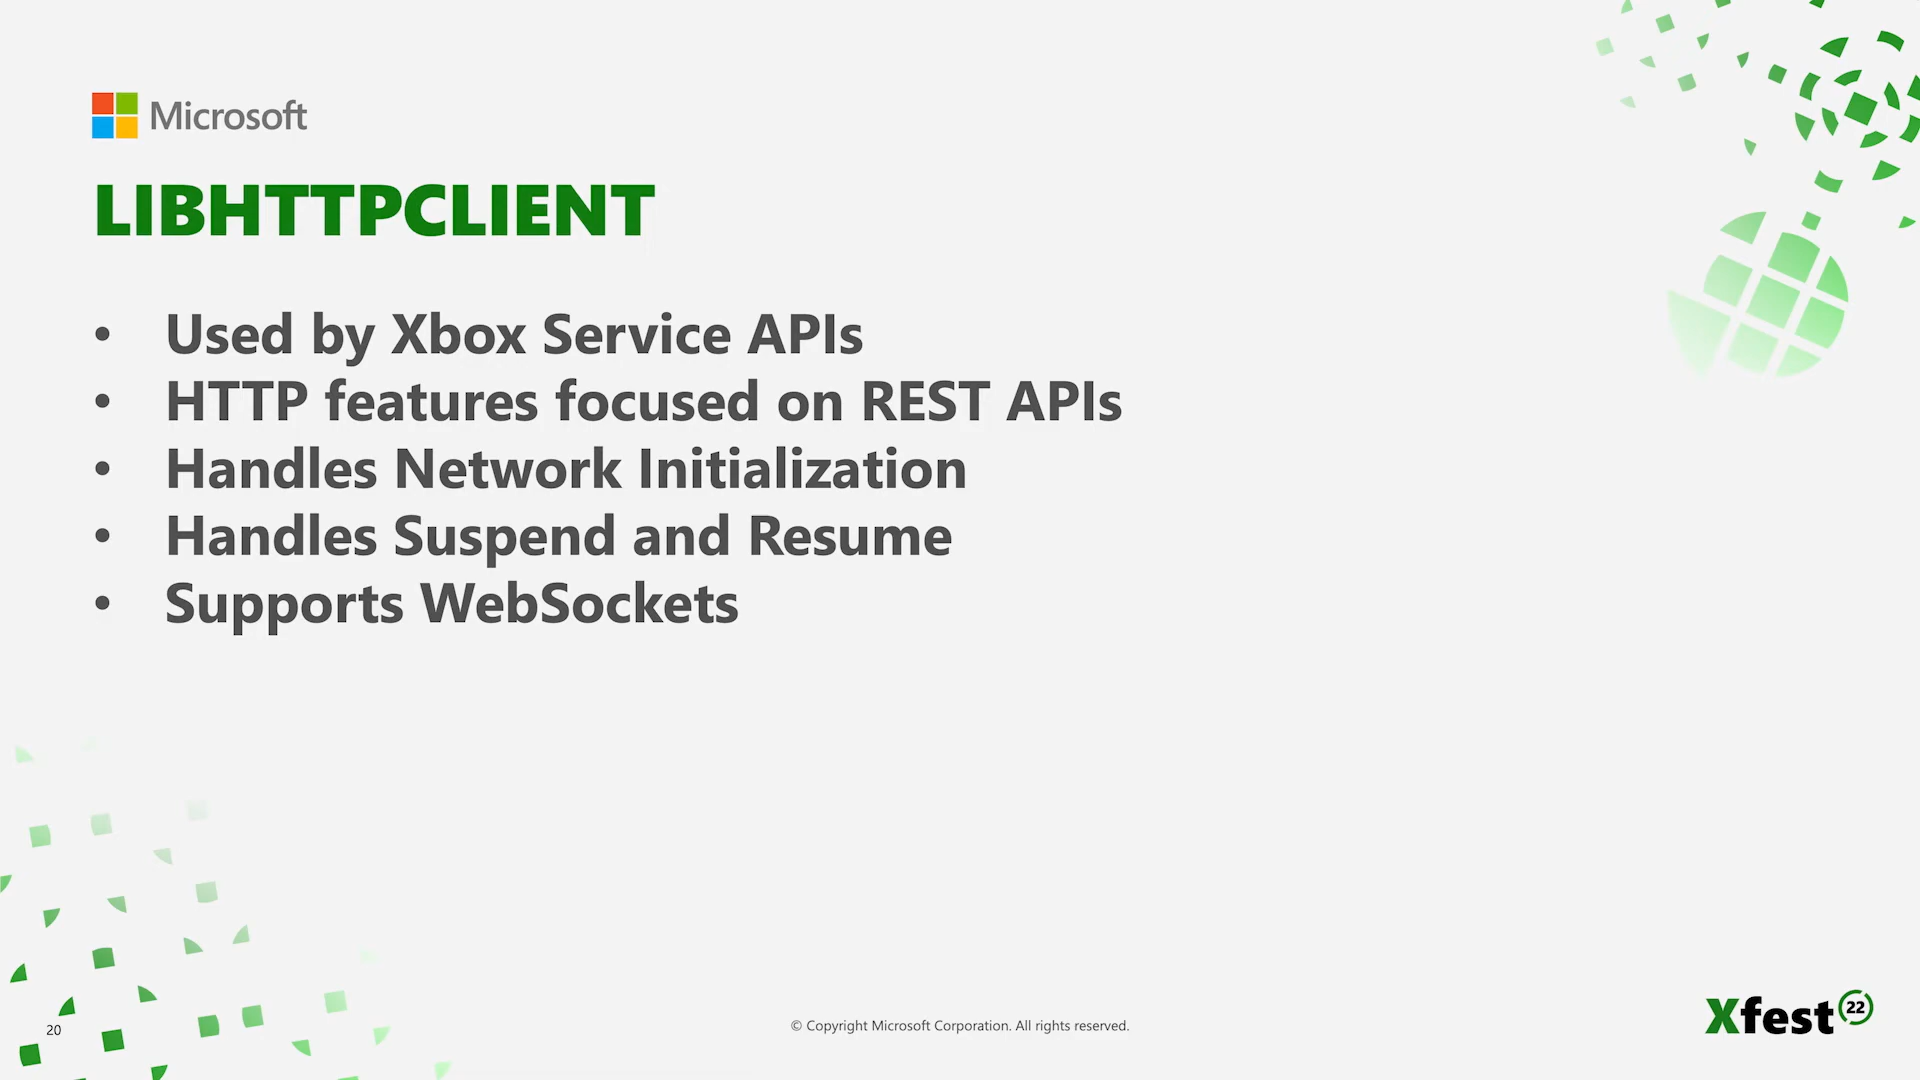 Microsoft
LIBHTTPCLIENT
• Used by Xbox Service APIs
• HTTP features focused on REST APIs
• Handles Network Initialization
• Handles Suspend and Resume
• Supports WebSockets
20
© Copyright Microsoft Corporation. All rights reserved.
Xfest 22